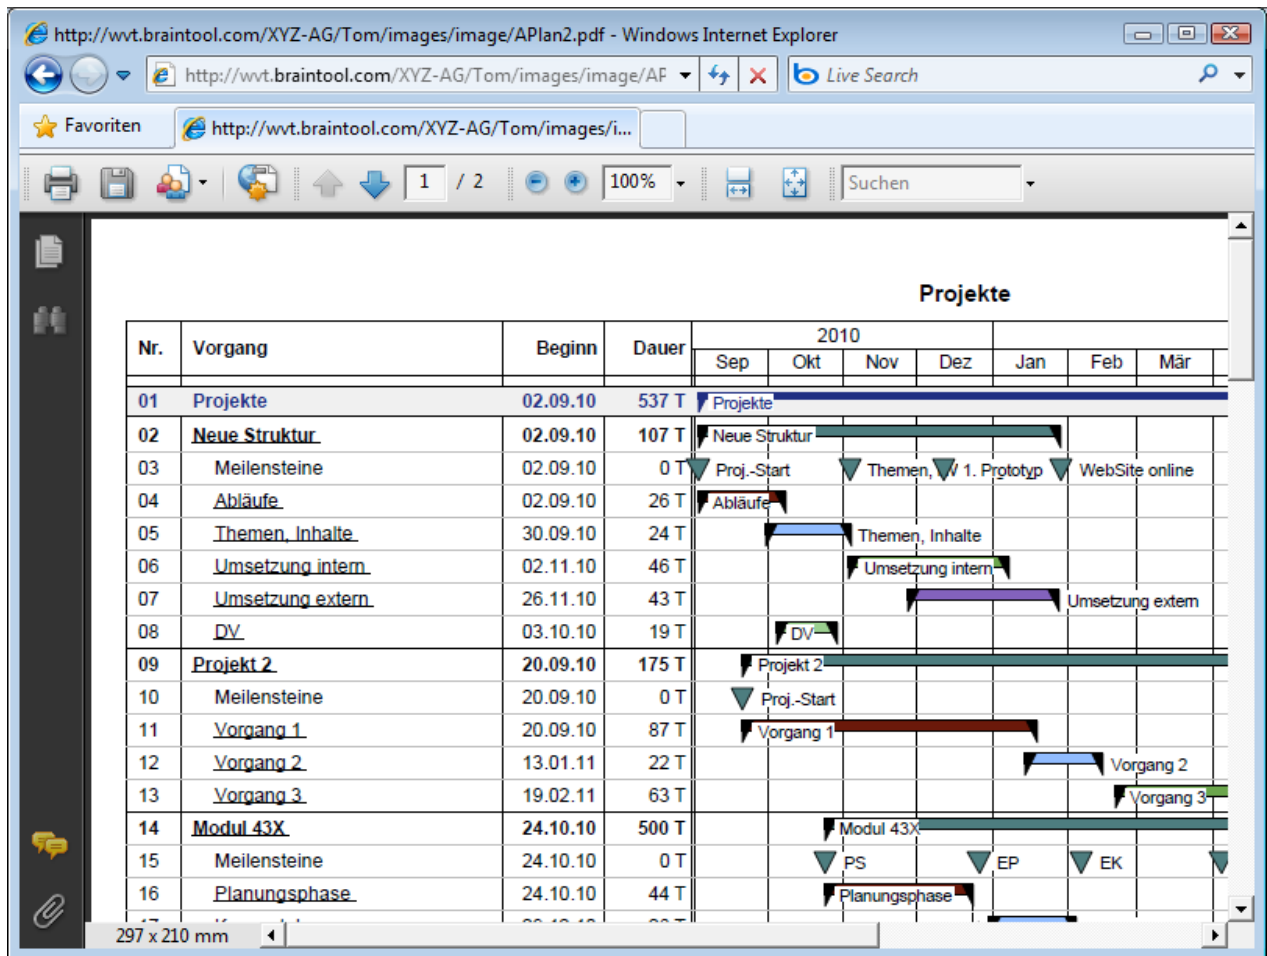 http://wvt.braintool.com/XYZ-AG/Tom/images/image/APlan2.pdf - Windows Internet Explorer
http://wvt.braintool.com/XYZ-AG/Tom/images/image/AP Live Search
Favoriten http://wvt.braintool.com/XYZ-AG/Tom/images/i...
1 / 2 100% Suchen
Projekte
Nr. Vorgang Beginn Dauer 2010
Sep Okt Nov Dez Jan Feb Mär
01 Projekte 02.09.10 537 T Projekte
02 Neue Struktur 02.09.10 107 T Neue Struktur
03 Meilensteine 02.09.10 0 T Proj.-Start Themen, 1. Prototyp WebSite online
04 Abläufe 02.09.10 26 T Abläufe
05 Themen, Inhalte 30.09.10 24 T Themen, Inhalte
06 Umsetzung intern 02.11.10 46 T Umsetzung intern
07 Umsetzung extern 26.11.10 43 T Umsetzung extern
08 DV 03.10.10 19 T DV
09 Projekt 2 20.09.10 175 T Projekt 2
10 Meilensteine 20.09.10 0 T Proj.-Start
11 Vorgang 1 20.09.10 87 T Vorgang 1
12 Vorgang 2 13.01.11 22 T Vorgang 2
13 Vorgang 3 19.02.11 63 T Vorgang 3
14 Modul 43X 24.10.10 500 T Modul 43X
15 Meilensteine 24.10.10 0 T PS EP EK
16 Planungsphase 24.10.10 44 T Planungsphase
297 x 210 mm